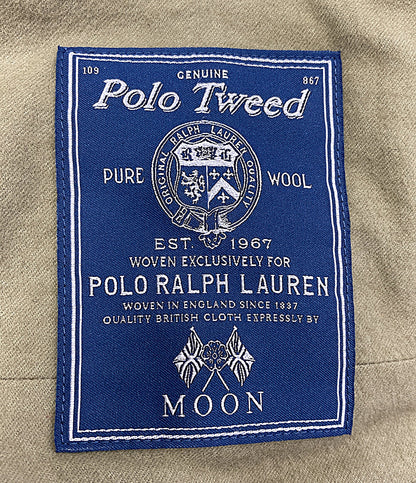 109 GENUINE 867
Polo Tweed
ORIGINAL RALPH LAUREN QUALITY
PURE WOOL
EST. 1967
WOVEN EXCLUSIVELY FOR
POLO RALPH LAUREN
WOVEN IN ENGLAND SINCE 1837
QUALITY BRITISH CLOTH EXPRESSLY BY
MOON